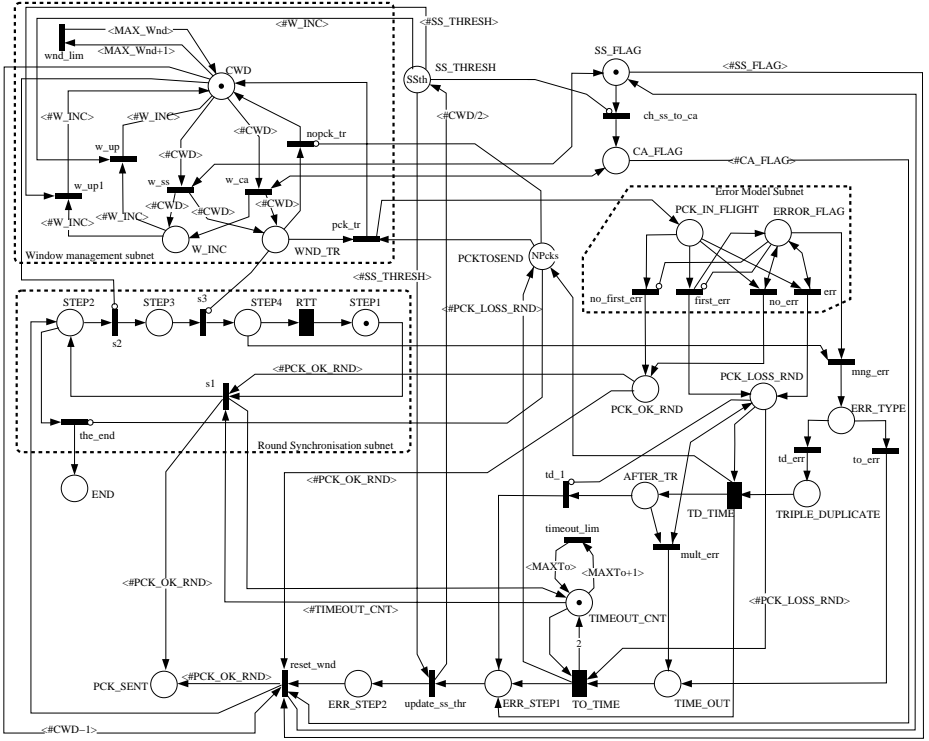 <#W_INC>
<#SS_THRESH>
<MAX_Wnd>
<MAX_Wnd+1>
wnd_lim
CWD
SSth
SS_THRESH
SS_FLAG
<#SS_FLAG>
<#CWD/2>
ch_ss_to_ca
<#W_INC>
<#W_INC>
nopck_tr
w_up
<#CWD>
<#CWD>
CA_FLAG
<#CA_FLAG>
w_up1
w_ss
w_ca
<#CWD>
<#CWD>
<#CWD>
Error Model Subnet
PCK_IN_FLIGHT
ERROR_FLAG
<#W_INC>
<#W_INC>
pck_tr
W_INC
WND_TR
Window management subnet
PCKTOSEND
NPcks
<#SS_THRESH>
no_first_err
first_err
no_err
err
STEP2
STEP3
s3
STEP4
RTT
STEP1
<#PCK_LOSS_RND>
s2
<#PCK_OK_RND>
mng_err
s1
PCK_OK_RND
PCK_LOSS_RND
ERR_TYPE
the_end
Round Synchronisation subnet
td_err
to_err
END
<#PCK_OK_RND>
td_1
AFTER_TR
TD_TIME
TRIPLE_DUPLICATE
timeout_lim
mult_err
<MAXTo>
<MAXTo+1>
<#PCK_OK_RND>
<#TIMEOUT_CNT>
TIMEOUT_CNT
<#PCK_LOSS_RND>
2
reset_wnd
PCK_SENT
<#PCK_OK_RND>
ERR_STEP2
update_ss_thr
ERR_STEP1
TO_TIME
TIME_OUT
<#CWD−1>